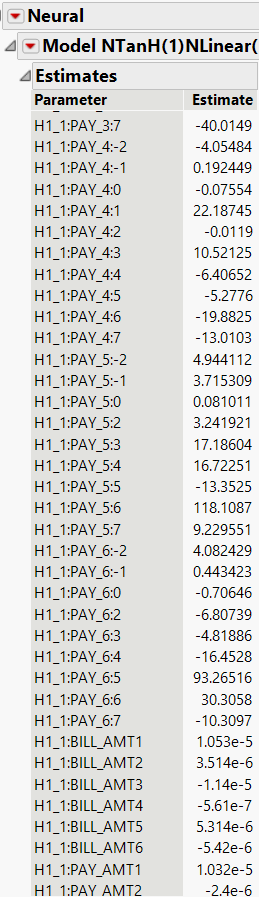 Neural
Model NTanH(1)NLinear(
Estimates
Parameter Estimate
H1_1:PAY_3:7 -40.0149
H1_1:PAY_4:-2 -4.05484
H1_1:PAY_4:-1 0.192449
H1_1:PAY_4:0 -0.07554
H1_1:PAY_4:1 22.18745
H1_1:PAY_4:2 -0.0119
H1_1:PAY_4:3 10.52125
H1_1:PAY_4:4 -6.40652
H1_1:PAY_4:5 -5.2776
H1_1:PAY_4:6 -19.8825
H1_1:PAY_4:7 -13.0103
H1_1:PAY_5:-2 4.944112
H1_1:PAY_5:-1 3.715309
H1_1:PAY_5:0 0.081011
H1_1:PAY_5:2 3.241921
H1_1:PAY_5:3 17.18604
H1_1:PAY_5:4 16.72251
H1_1:PAY_5:5 -13.3525
H1_1:PAY_5:6 118.1087
H1_1:PAY_5:7 9.229551
H1_1:PAY_6:-2 4.082429
H1_1:PAY_6:-1 0.443423
H1_1:PAY_6:0 -0.70646
H1_1:PAY_6:2 -6.80739
H1_1:PAY_6:3 -4.81886
H1_1:PAY_6:4 -16.4528
H1_1:PAY_6:5 93.26516
H1_1:PAY_6:6 30.3058
H1_1:PAY_6:7 -10.3097
H1_1:BILL_AMT1 1.053e-5
H1_1:BILL_AMT2 3.514e-6
H1_1:BILL_AMT3 -1.14e-5
H1_1:BILL_AMT4 -5.61e-7
H1_1:BILL_AMT5 5.314e-6
H1_1:BILL_AMT6 -5.42e-6
H1_1:PAY_AMT1 1.032e-5
H1_1:PAY_AMT2 -2.4e-6